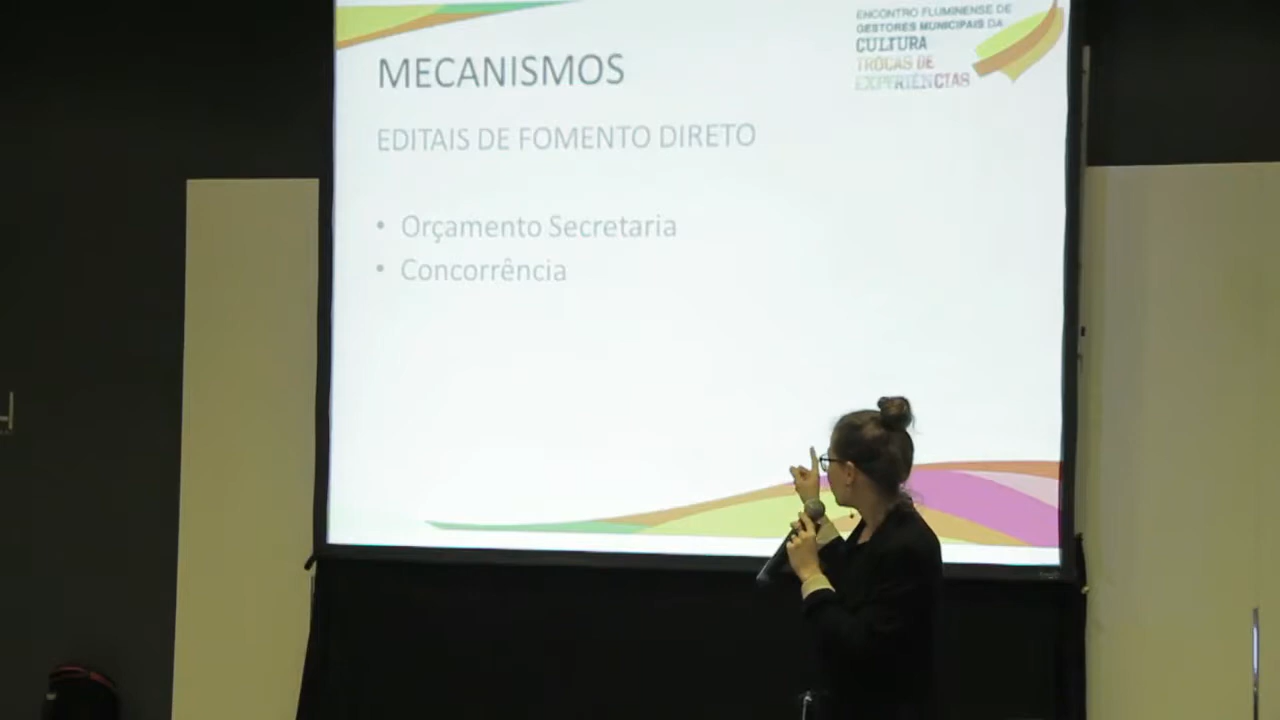 ENCONTRO FLUMINENSE DE
GESTORES MUNICIPAIS DA
CULTURA
TROCAS DE
EXPERIÊNCIAS
MECANISMOS
EDITAIS DE FOMENTO DIRETO
• Orçamento Secretaria
• Concorrência